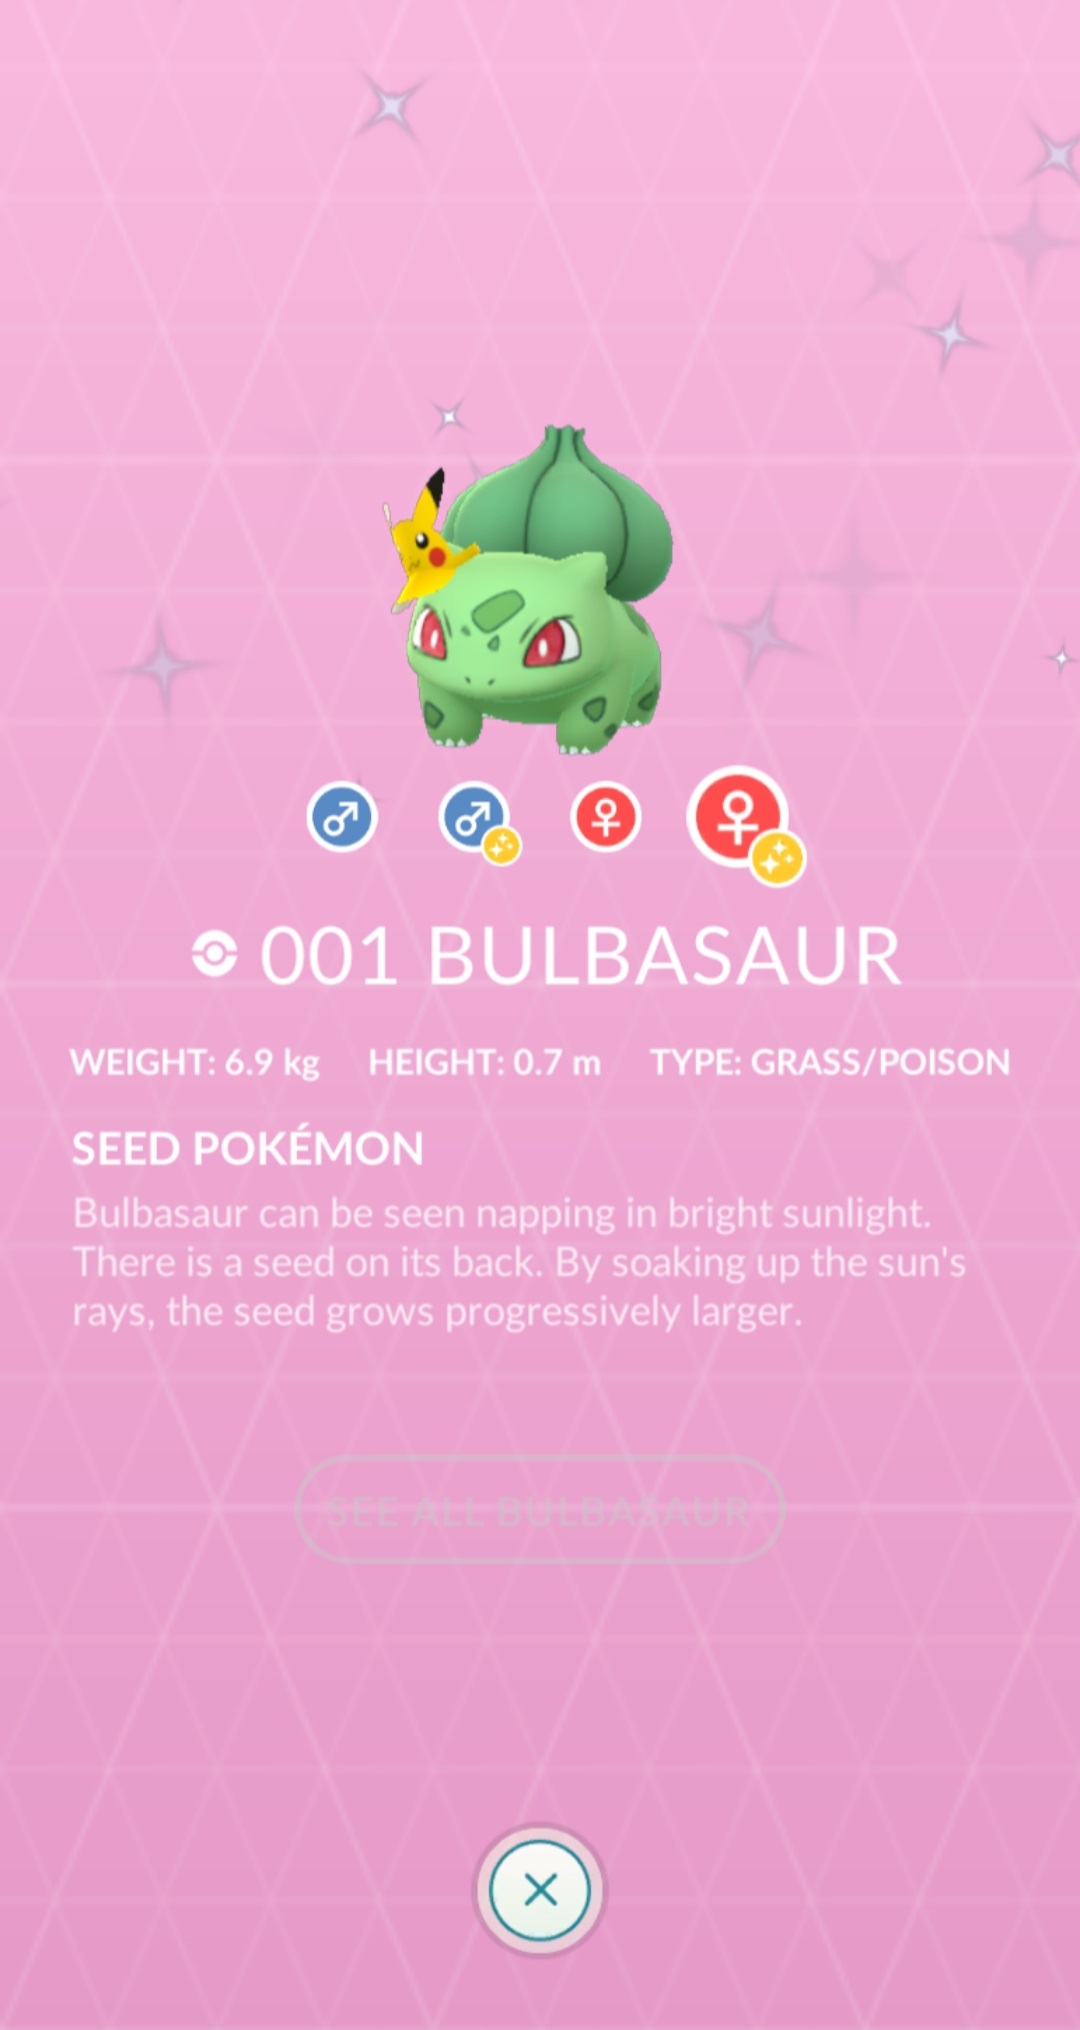 001 BULBASAUR
WEIGHT: 6.9 kg HEIGHT: 0.7 m TYPE: GRASS/POISON
SEED POKÉMON
Bulbasaur can be seen napping in bright sunlight.
There is a seed on its back. By soaking up the sun's
rays, the seed grows progressively larger.
SEE ALL BULBASAUR